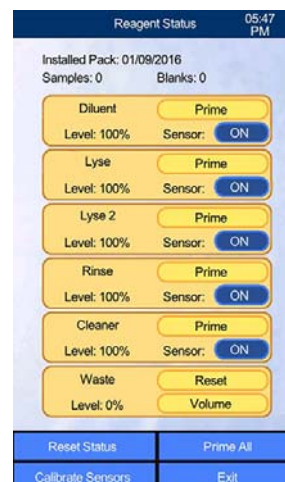 Reagent Status 05:47 PM
Installed Pack: 01/09/2016
Samples: 0 Blanks: 0
Diluent Prime
Level: 100% Sensor: ON
Lyse Prime
Level: 100% Sensor: ON
Lyse 2 Prime
Level: 100% Sensor: ON
Rinse Prime
Level: 100% Sensor: ON
Cleaner Prime
Level: 100% Sensor: ON
Waste Reset
Level: 0% Volume
Reset Status Prime All
Calibrate Sensors Exit